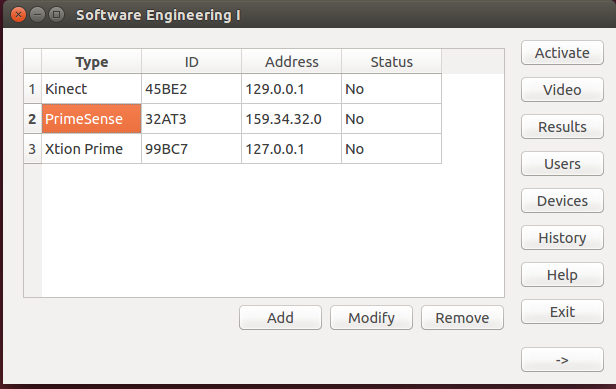 Software Engineering I
Type ID Address Status
1 Kinect 45BE2 129.0.0.1 No
2 PrimeSense 32AT3 159.34.32.0 No
3 Xtion Prime 99BC7 127.0.0.1 No
Add Modify Remove
Activate
Video
Results
Users
Devices
History
Help
Exit
->